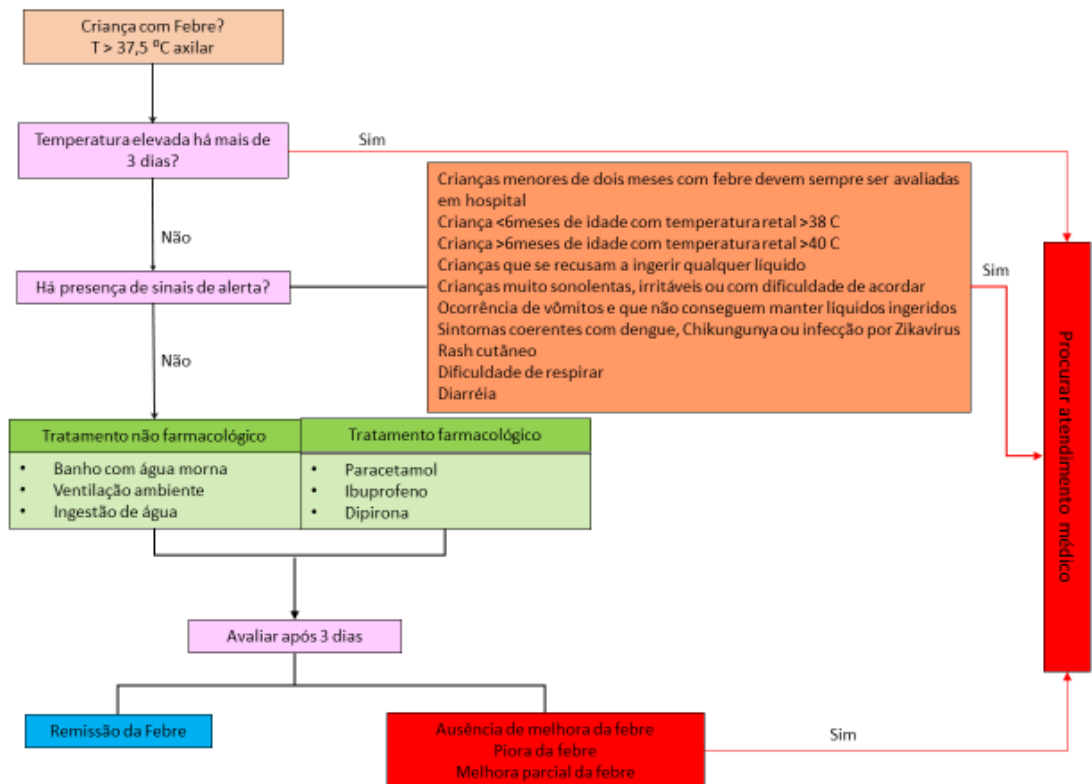 Criança com Febre?
T > 37,5 ⁰C axilar
Temperatura elevada há mais de
3 dias?
Sim
Não
Crianças menores de dois meses com febre devem sempre ser avaliadas
em hospital
Criança <6meses de idade com temperatura retal >38 C
Criança >6meses de idade com temperatura retal >40 C
Crianças que se recusam a ingerir qualquer líquido
Crianças muito sonolentas, irritáveis ou com dificuldade de acordar
Ocorrência de vômitos e que não conseguem manter líquidos ingeridos
Sintomas coerentes com dengue, Chikungunya ou infecção por Zikavirus
Rash cutâneo
Dificuldade de respirar
Diarréia
Há presença de sinais de alerta?
Sim
Não
Procurar atendimento médico
Tratamento não farmacológico
• Banho com água morna
• Ventilação ambiente
• Ingestão de água
Tratamento farmacológico
• Paracetamol
• Ibuprofeno
• Dipirona
Avaliar após 3 dias
Remissão da Febre
Ausência de melhora da febre
Piora da febre
Melhora parcial da febre
Sim